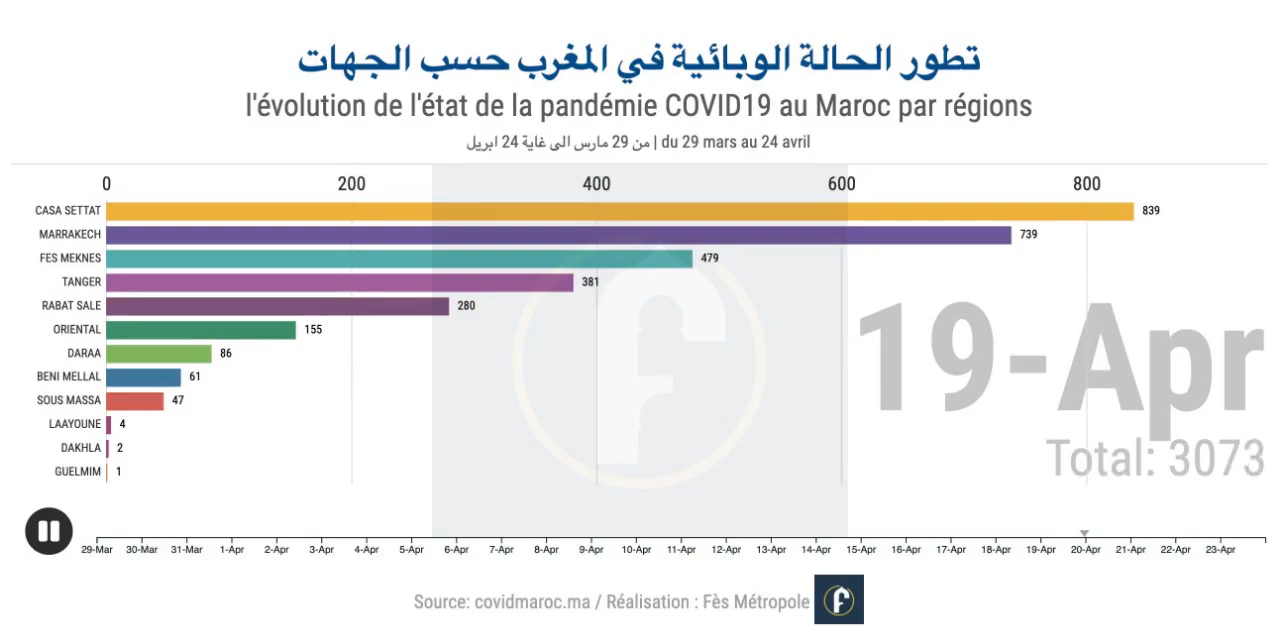 تطور الحالة الوبائية في المغرب حسب الجهات
l'évolution de l'état de la pandémie COVID19 au Maroc par régions
من 29 مارس الى غاية 24 ابريل | du 29 mars au 24 avril
0 200 400 600 800
CASA SETTAT 839
MARRAKECH 739
FES MEKNES 479
TANGER 381
RABAT SALE 280
ORIENTAL 155
DARAA 86
BENI MELLAL 61
SOUS MASSA 47
LAAYOUNE 4
DAKHLA 2
GUELMIM 1
19-Apr
Total: 3073
29-Mar 30-Mar 31-Mar 1-Apr 2-Apr 3-Apr 4-Apr 5-Apr 6-Apr 7-Apr 8-Apr 9-Apr 10-Apr 11-Apr 12-Apr 13-Apr 14-Apr 15-Apr 16-Apr 17-Apr 18-Apr 19-Apr 20-Apr 21-Apr 22-Apr 23-Apr
Source: covidmaroc.ma / Réalisation : Fès Métropole